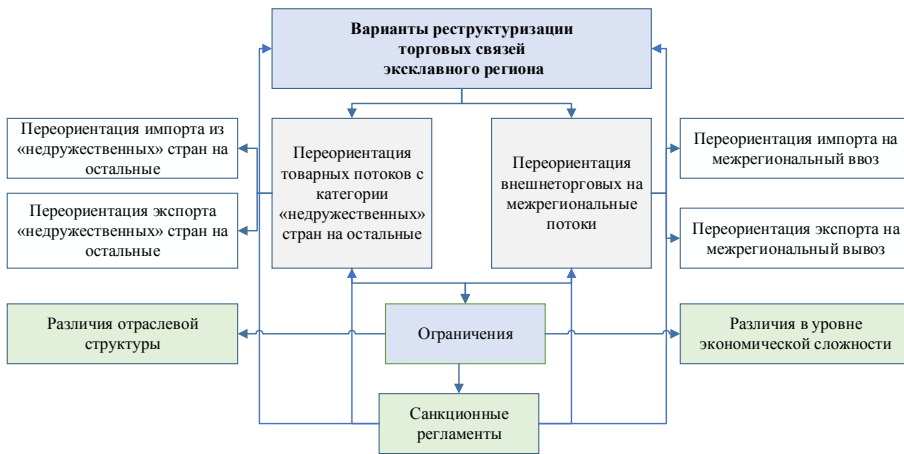 Варианты реструктуризации
торговых связей
эксклавного региона
Переориентация импорта из
«недружественных» стран на
остальные
Переориентация экспорта
«недружественных» стран на
остальные
Переориентация
товарных потоков с
категории
«недружественных»
стран на остальные
Переориентация
внешнеторговых на
межрегиональные
потоки
Переориентация импорта на
межрегиональный ввоз
Переориентация экспорта на
межрегиональный вывоз
Различия отраслевой
структуры
Ограничения
Различия в уровне
экономической сложности
Санкционные
регламенты